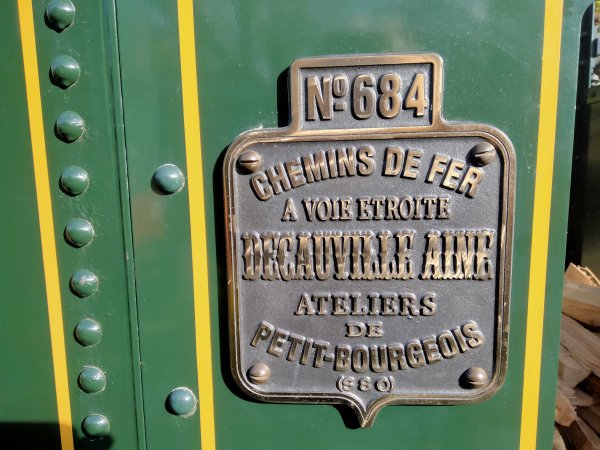 Nº 684
CHEMINS DE FER
A VOIE ETROITE
DECAUVILLE AINE
ATELIERS
DE
PETIT-BOURGEOIS
(S&O)